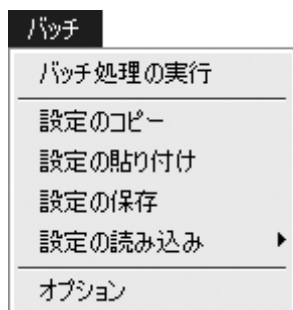 バッチ
バッチ処理の実行
設定のコピー
設定の貼り付け
設定の保存
設定の読み込み
オプション